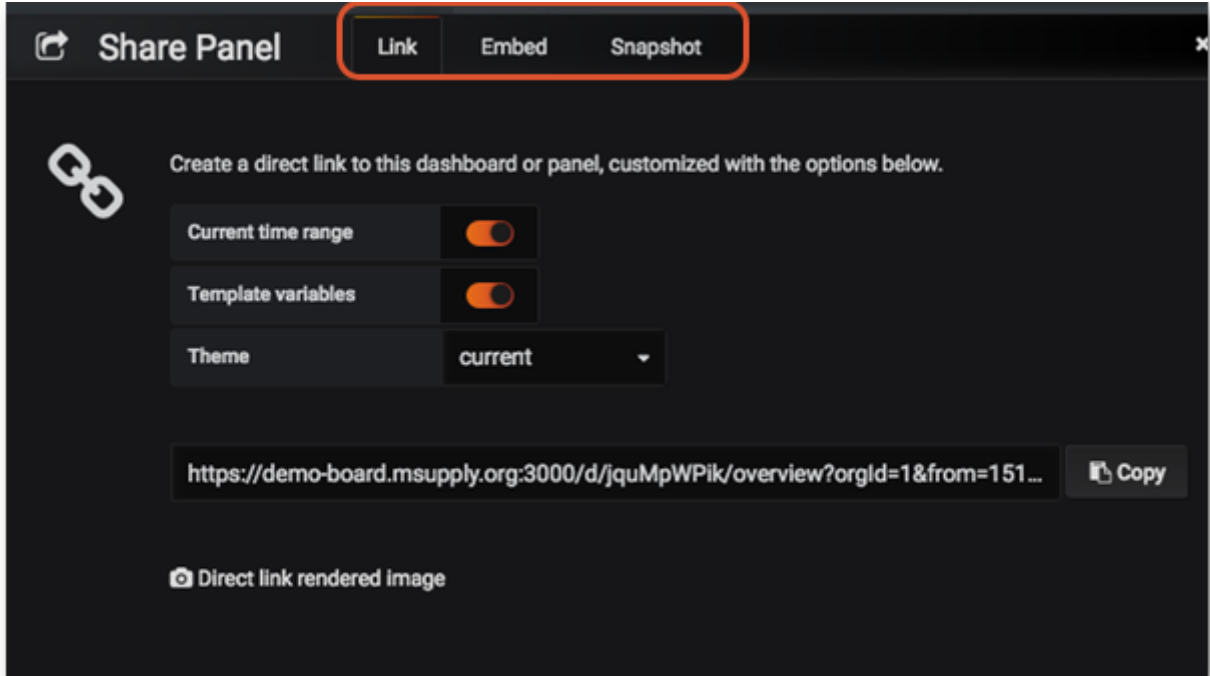 Share Panel Link Embed Snapshot ×
Create a direct link to this dashboard or panel, customized with the options below.
Current time range
Template variables
Theme current
https://demo-board.msupply.org:3000/d/jquMpWPik/overview?orgId=1&from=151... Copy
Direct link rendered image